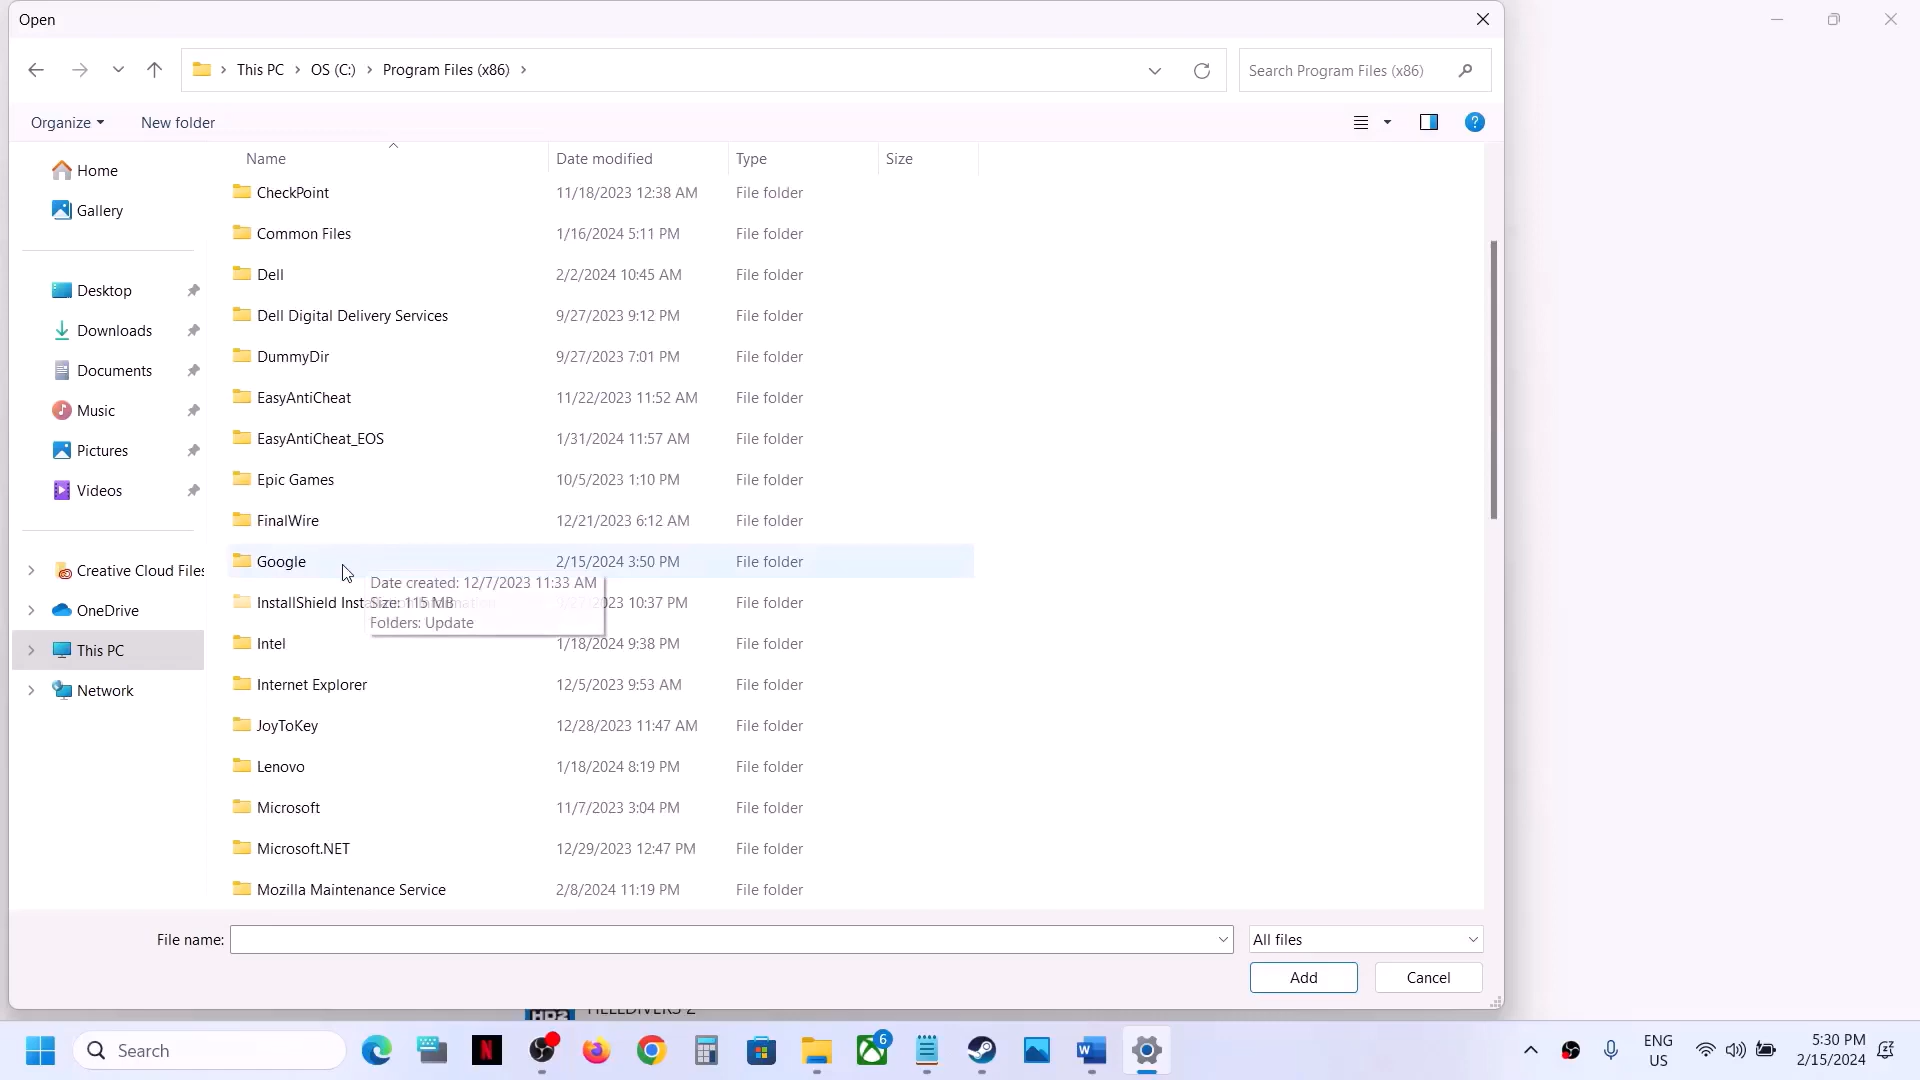 Open
This PC > OS (C:) > Program Files (x86) >
Search Program Files (x86)
Organize
New folder
Name
Date modified
Type
Size
Home
Gallery
Desktop
Downloads
Documents
Music
Pictures
Videos
Creative Cloud Files
OneDrive
This PC
Network
CheckPoint 11/18/2023 12:38 AM File folder
Common Files 1/16/2024 5:11 PM File folder
Dell 2/2/2024 10:45 AM File folder
Dell Digital Delivery Services 9/27/2023 9:12 PM File folder
DummyDir 9/27/2023 7:01 PM File folder
EasyAntiCheat 11/22/2023 11:52 AM File folder
EasyAntiCheat_EOS 1/31/2024 11:57 AM File folder
Epic Games 10/5/2023 1:10 PM File folder
FinalWire 12/21/2023 6:12 AM File folder
Google 2/15/2024 3:50 PM File folder
Date created: 12/7/2023 11:33 AM
Size: 115 MB
Folders: Update
InstallShield 10:37 PM File folder
Intel 1/18/2024 9:38 PM File folder
Internet Explorer 12/5/2023 9:53 AM File folder
JoyToKey 12/28/2023 11:47 AM File folder
Lenovo 1/18/2024 8:19 PM File folder
Microsoft 11/7/2023 3:04 PM File folder
Microsoft.NET 12/29/2023 12:47 PM File folder
Mozilla Maintenance Service 2/8/2024 11:19 PM File folder
File name:
All files
Add
Cancel
HD2
HELLDIVERS 2
Search
6
ENG
US
5:30 PM
2/15/2024